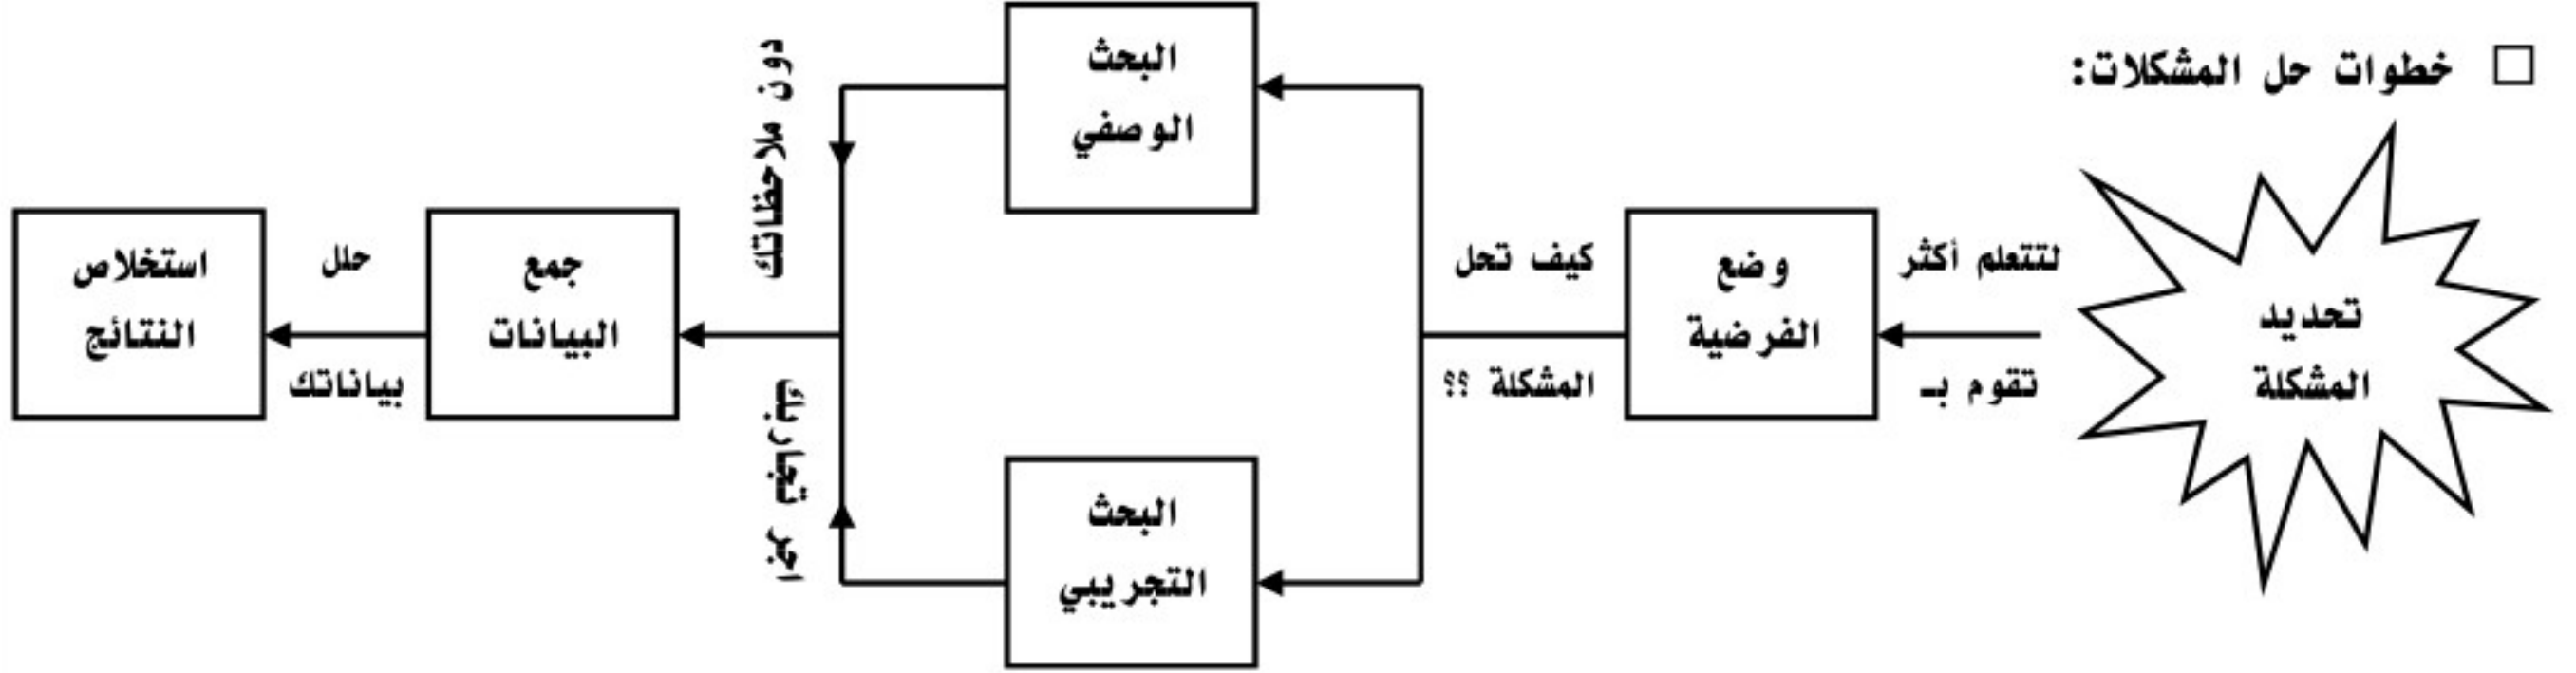 خطوات حل المشكلات:
تحديد
المشكلة
لتتعلم أكثر
تقوم بـ
وضع
الفرضية
كيف تحل
المشكلة ؟؟
البحث
الوصفي
البحث
التجريبي
دون ملاحظاتك
جمع
البيانات
حلل
بياناتك
استخلاص
النتائج